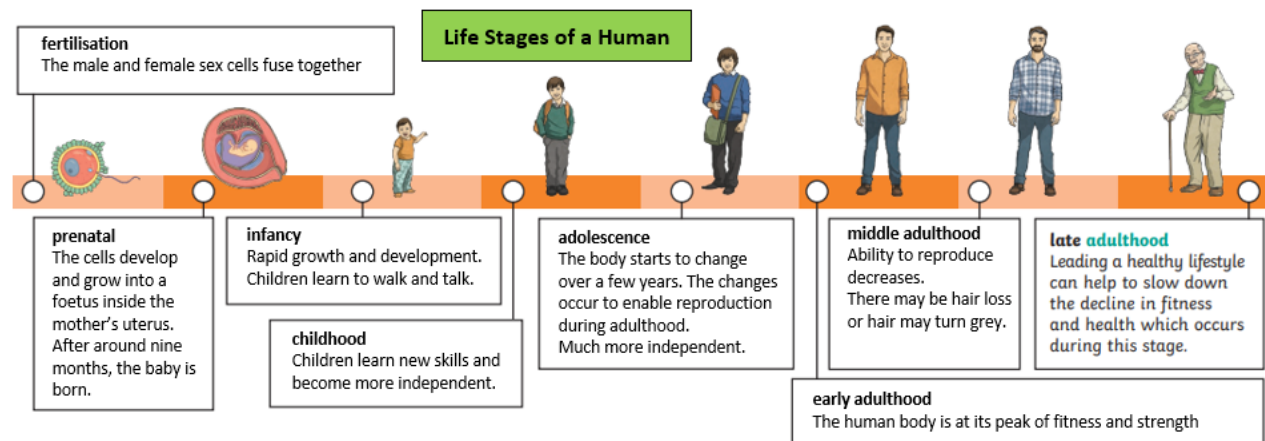 Life Stages of a Human
fertilisation
The male and female sex cells fuse together
prenatal
The cells develop
and grow into a
foetus inside the
mother's uterus.
After around nine
months, the baby is
born.
infancy
Rapid growth and development.
Children learn to walk and talk.
childhood
Children learn new skills and
become more independent.
adolescence
The body starts to change
over a few years. The changes
occur to enable reproduction
during adulthood.
Much more independent.
early adulthood
The human body is at its peak of fitness and strength
middle adulthood
Ability to reproduce
decreases.
There may be hair loss
or hair may turn grey.
late adulthood
Leading a healthy lifestyle
can help to slow down
the decline in fitness
and health which occurs
during this stage.